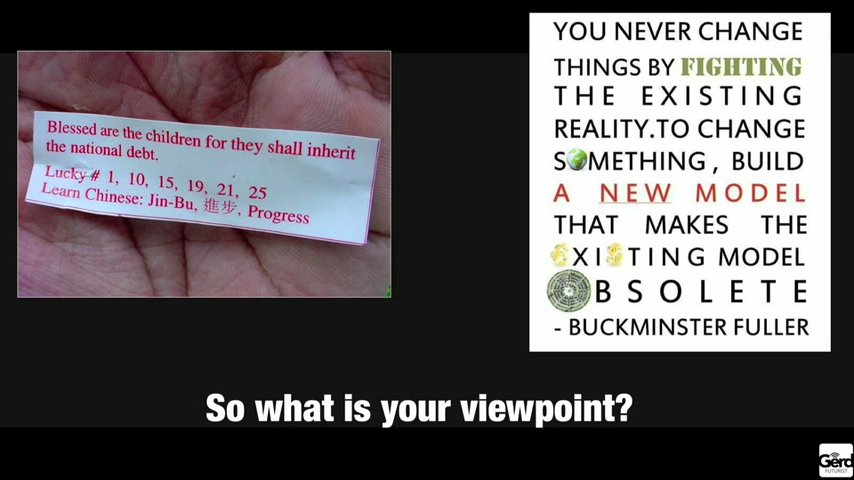 Blessed are the children for they shall inherit
the national debt.
Lucky # 1, 10, 15, 19, 21, 25
Learn Chinese: Jin-Bu, 進步, Progress
YOU NEVER CHANGE
THINGS BY FIGHTING
THE EXISTING
REALITY.TO CHANGE
SOMETHING, BUILD
A NEW MODEL
THAT MAKES THE
EXISTING MODEL
OBSOLETE
- BUCKMINSTER FULLER
So what is your viewpoint?
Gerd
FUTURIST